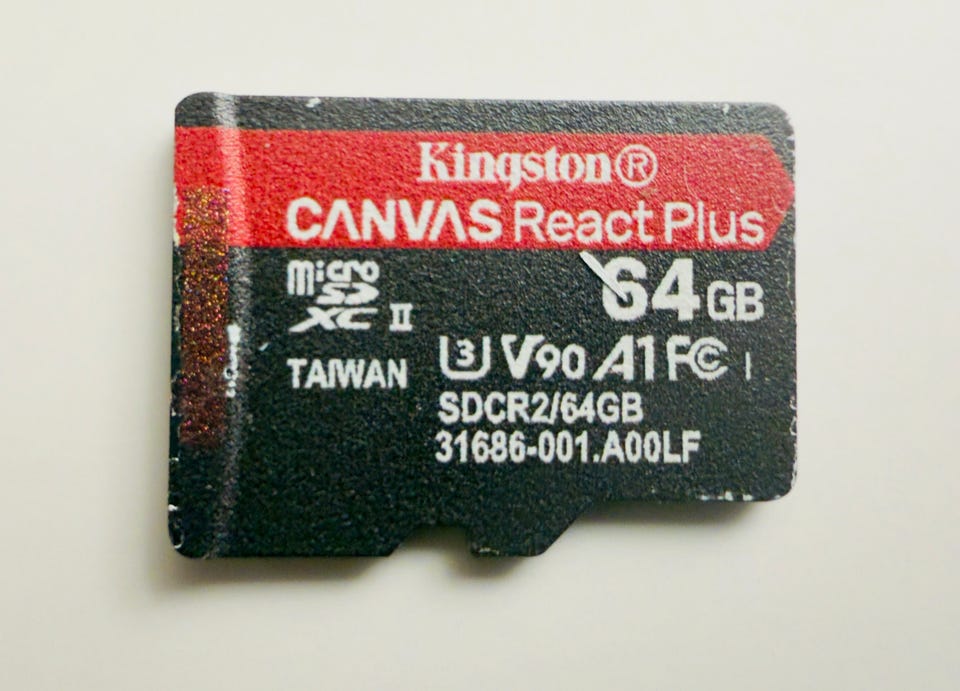 Kingston®
CANVAS React Plus
micro SD XC II
64 GB
TAIWAN
U3 V90 A1 FC I
SDCR2/64GB
31686-001.A00LF